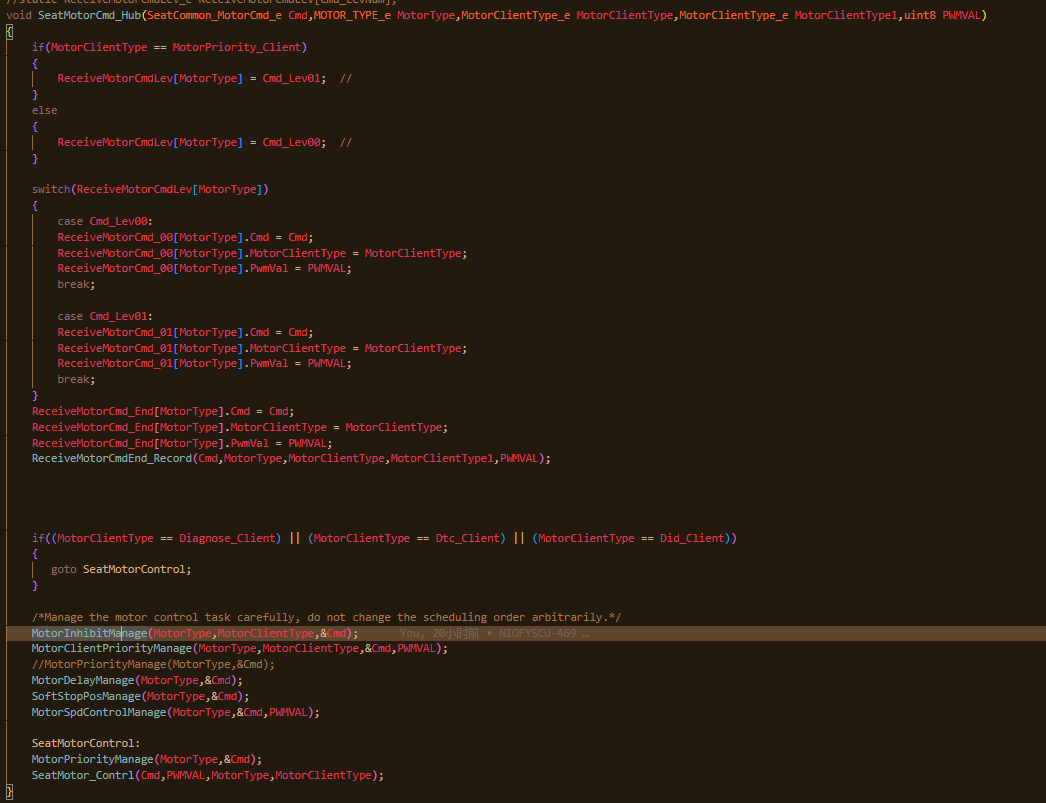 //static ReceiveMotorCmdLev_e ReceiveMotorCmdLev[Cmd_LevNum];
void SeatMotorCmd_Hub(SeatCommon_MotorCmd_e Cmd,MOTOR_TYPE_e MotorType,MotorClientType_e MotorClientType,MotorClientType_e MotorClientType1,uint8 PWMVAL)
{
if(MotorClientType == MotorPriority_Client)
{
ReceiveMotorCmdLev[MotorType] = Cmd_Lev01; //
}
else
{
ReceiveMotorCmdLev[MotorType] = Cmd_Lev00; //
}
switch(ReceiveMotorCmdLev[MotorType])
{
case Cmd_Lev00:
ReceiveMotorCmd_00[MotorType].Cmd = Cmd;
ReceiveMotorCmd_00[MotorType].MotorClientType = MotorClientType;
ReceiveMotorCmd_00[MotorType].PwmVal = PWMVAL;
break;
case Cmd_Lev01:
ReceiveMotorCmd_01[MotorType].Cmd = Cmd;
ReceiveMotorCmd_01[MotorType].MotorClientType = MotorClientType;
ReceiveMotorCmd_01[MotorType].PwmVal = PWMVAL;
break;
}
ReceiveMotorCmd_End[MotorType].Cmd = Cmd;
ReceiveMotorCmd_End[MotorType].MotorClientType = MotorClientType;
ReceiveMotorCmd_End[MotorType].PwmVal = PWMVAL;
ReceiveMotorCmdEnd_Record(Cmd,MotorType,MotorClientType,MotorClientType1,PWMVAL);
if((MotorClientType == Diagnose_Client) || (MotorClientType == Dtc_Client) || (MotorClientType == Did_Client))
{
goto SeatMotorControl;
}
/*Manage the motor control task carefully, do not change the scheduling order arbitrarily.*/
MotorInhibitManage(MotorType,MotorClientType,&Cmd); You, 20小时前 • NIOFYSCU-469 …
MotorClientPriorityManage(MotorType,MotorClientType,&Cmd,PWMVAL);
//MotorPriorityManage(MotorType,&Cmd);
MotorDelayManage(MotorType,&Cmd);
SoftStopPosManage(MotorType,&Cmd);
MotorSpdControlManage(MotorType,&Cmd,PWMVAL);
SeatMotorControl:
MotorPriorityManage(MotorType,&Cmd);
SeatMotor_Contrl(Cmd,PWMVAL,MotorType,MotorClientType);
}